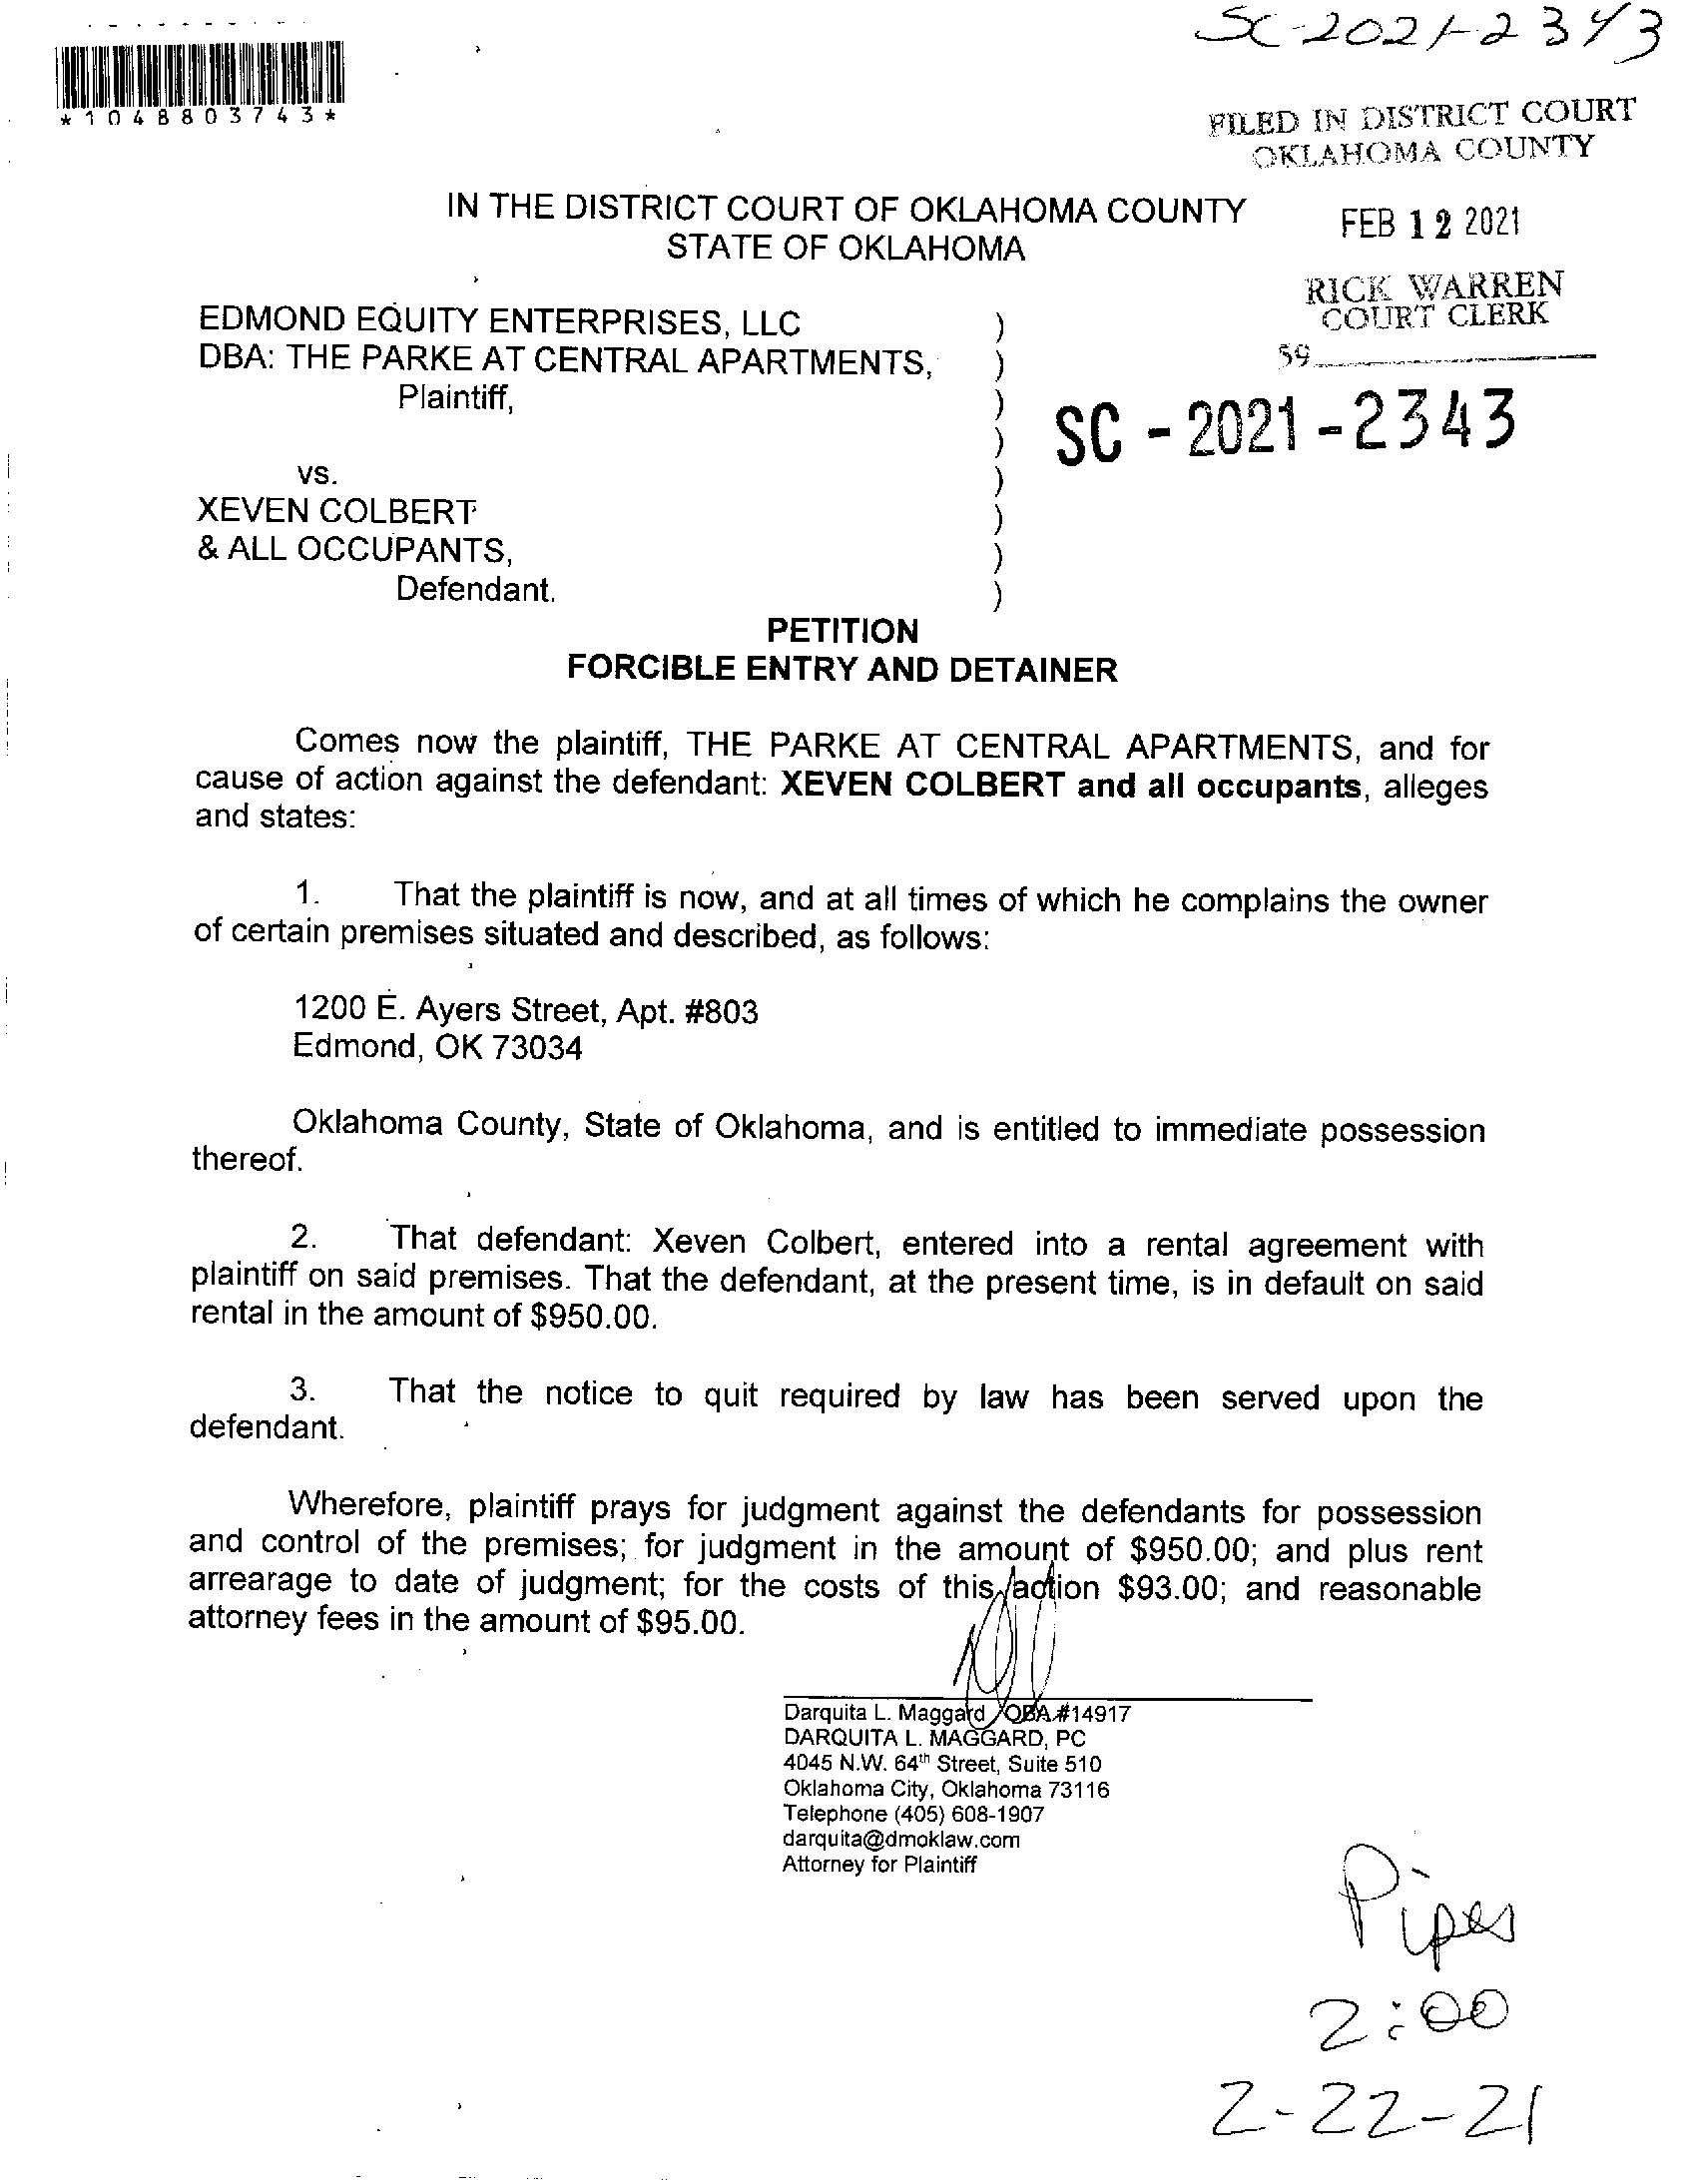 SC-2021-2343
*1048803743*
FILED IN DISTRICT COURT
OKLAHOMA COUNTY
IN THE DISTRICT COURT OF OKLAHOMA COUNTY
STATE OF OKLAHOMA
FEB 12 2021
RICK WARREN
COURT CLERK
59
EDMOND EQUITY ENTERPRISES, LLC )
DBA: THE PARKE AT CENTRAL APARTMENTS, )
Plaintiff, )
)
SC - 2021 - 2343
vs. )
XEVEN COLBERT )
& ALL OCCUPANTS, )
Defendant. )
PETITION
FORCIBLE ENTRY AND DETAINER
Comes now the plaintiff, THE PARKE AT CENTRAL APARTMENTS, and for
cause of action against the defendant: XEVEN COLBERT and all occupants, alleges
and states:
1. That the plaintiff is now, and at all times of which he complains the owner
of certain premises situated and described, as follows:
1200 E. Ayers Street, Apt. #803
Edmond, OK 73034
Oklahoma County, State of Oklahoma, and is entitled to immediate possession
thereof.
2. That defendant: Xeven Colbert, entered into a rental agreement with
plaintiff on said premises. That the defendant, at the present time, is in default on said
rental in the amount of $950.00.
3. That the notice to quit required by law has been served upon the
defendant.
Wherefore, plaintiff prays for judgment against the defendants for possession
and control of the premises; for judgment in the amount of $950.00; and plus rent
arrearage to date of judgment; for the costs of this action $93.00; and reasonable
attorney fees in the amount of $95.00.
Darquita L. Maggard OBA #14917
DARQUITA L. MAGGARD, PC
4045 N.W. 64th Street, Suite 510
Oklahoma City, Oklahoma 73116
Telephone (405) 608-1907
darquita@dmoklaw.com
Attorney for Plaintiff
Pipes
2:00
2-22-21